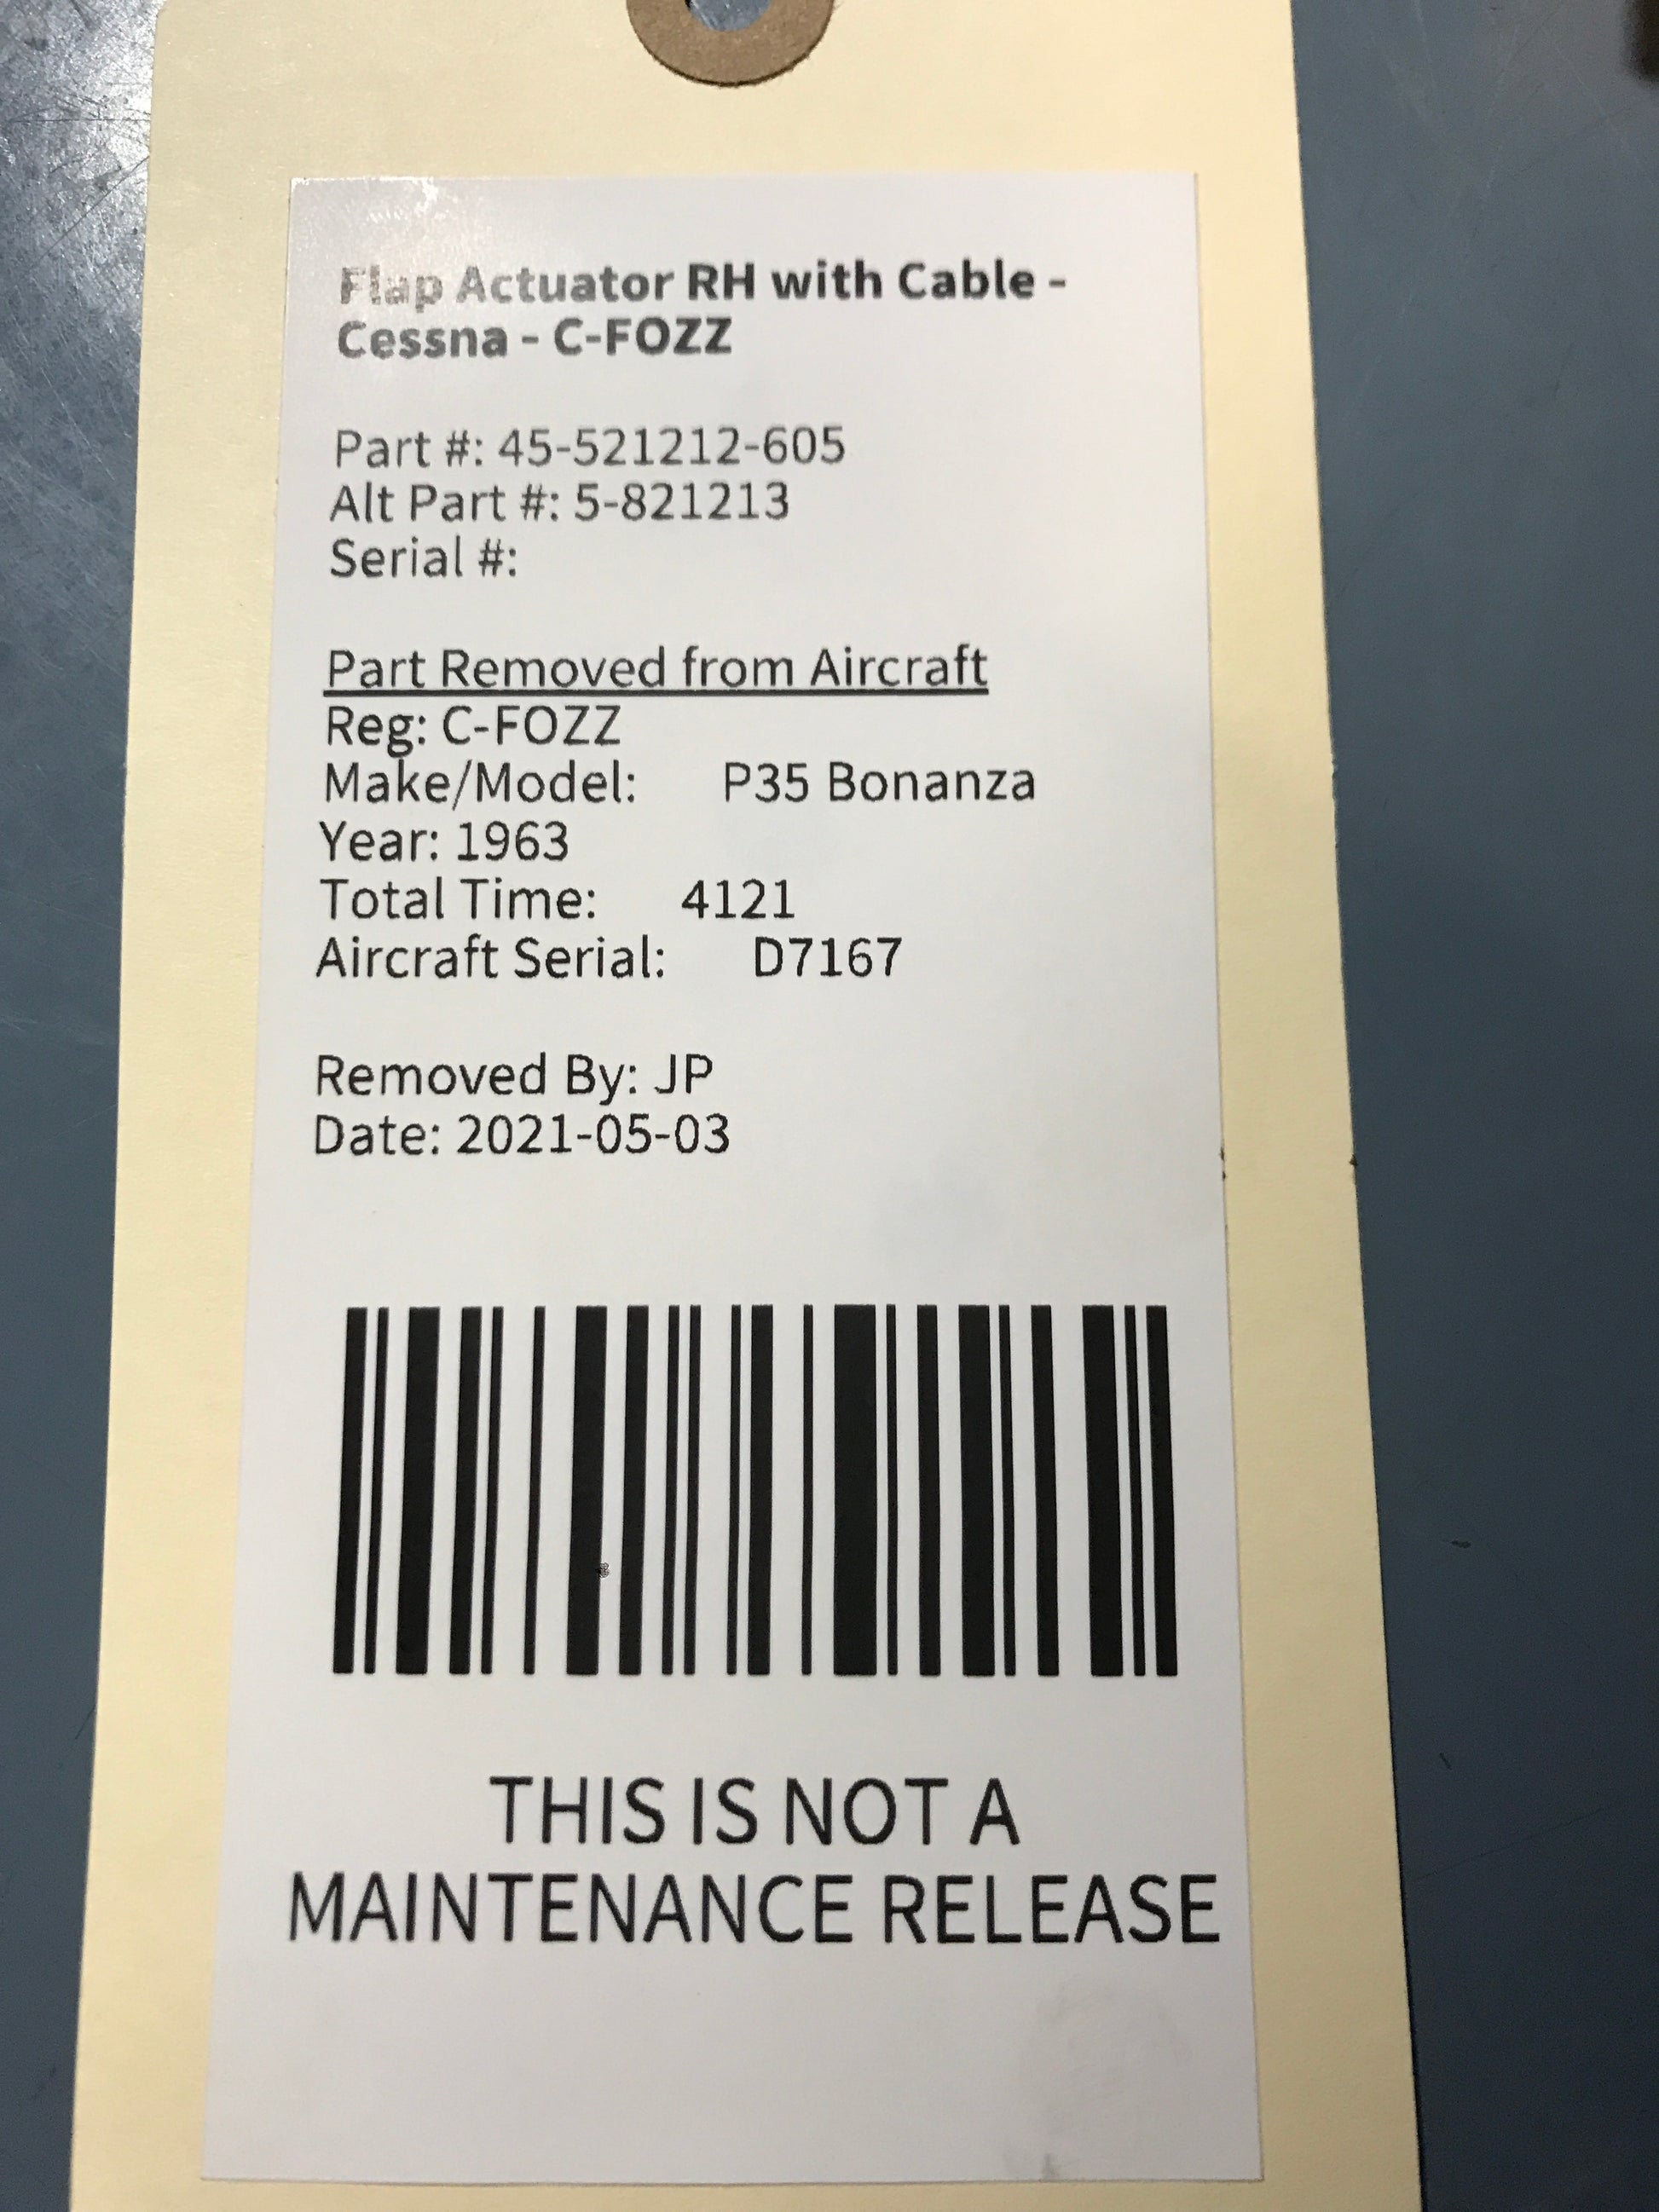 Flap Actuator RH with Cable -
Cessna - C-FOZZ
Part #: 45-521212-605
Alt Part #: 5-821213
Serial #:
Part Removed from Aircraft
Reg: C-FOZZ
Make/Model: P35 Bonanza
Year: 1963
Total Time: 4121
Aircraft Serial: D7167
Removed By: JP
Date: 2021-05-03
THIS IS NOT A
MAINTENANCE RELEASE